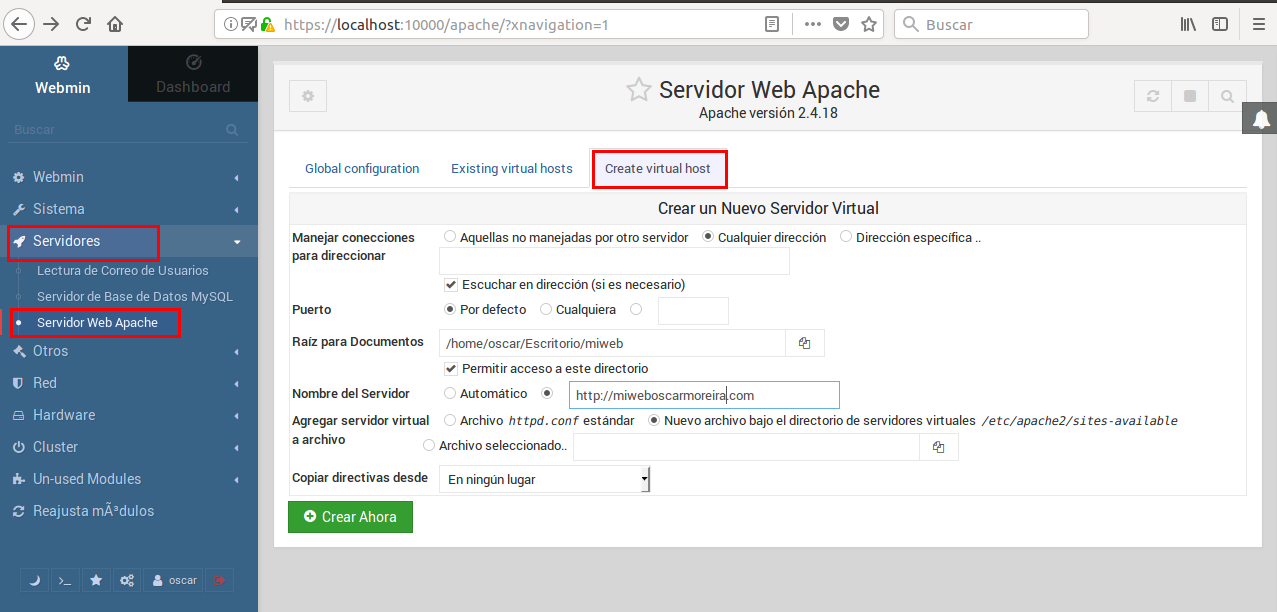 https://localhost:10000/apache/?xnavigation=1
Buscar
Webmin
Dashboard
Buscar
Webmin
Sistema
Servidores
Lectura de Correo de Usuarios
Servidor de Base de Datos MySQL
Servidor Web Apache
Otros
Red
Hardware
Cluster
Un-used Modules
Reajusta mÃ³dulos
oscar
Servidor Web Apache
Apache versión 2.4.18
Global configuration Existing virtual hosts Create virtual host
Crear un Nuevo Servidor Virtual
Manejar conecciones para direccionar
Aquellas no manejadas por otro servidor Cualquier dirección Dirección específica ..
Escuchar en dirección (si es necesario)
Puerto Por defecto Cualquiera
Raíz para Documentos /home/oscar/Escritorio/miweb
Permitir acceso a este directorio
Nombre del Servidor Automático http://miweboscarmoreira.com
Agregar servidor virtual a archivo
Archivo httpd.conf estándar Nuevo archivo bajo el directorio de servidores virtuales /etc/apache2/sites-available
Archivo seleccionado..
Copiar directivas desde En ningún lugar
Crear Ahora